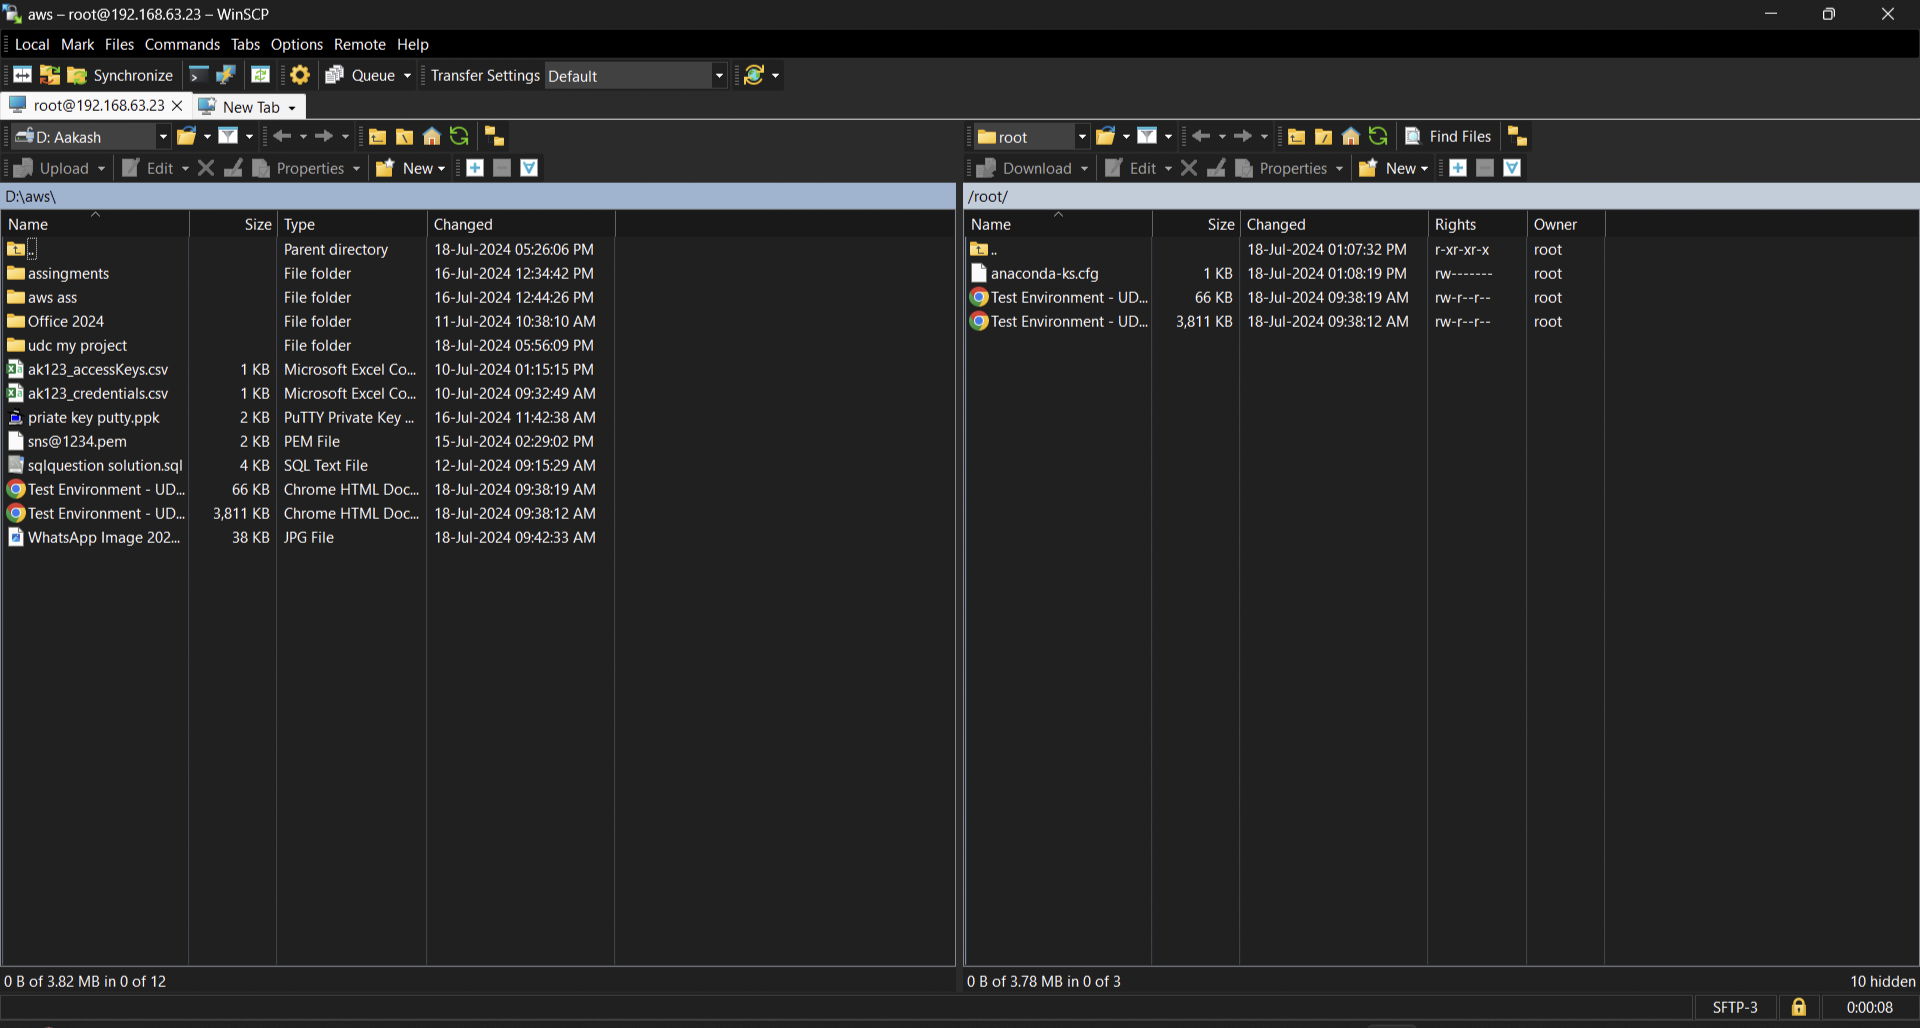 aws – root@192.168.63.23 – WinSCP
Local Mark Files Commands Tabs Options Remote Help
Synchronize Queue Transfer Settings Default
root@192.168.63.23 New Tab
D: Aakash
Upload Edit Properties New
D:\aws\
Name Size Type Changed
.. Parent directory 18-Jul-2024 05:26:06 PM
assingments File folder 16-Jul-2024 12:34:42 PM
aws ass File folder 16-Jul-2024 12:44:26 PM
Office 2024 File folder 11-Jul-2024 10:38:10 AM
udc my project File folder 18-Jul-2024 05:56:09 PM
ak123_accessKeys.csv 1 KB Microsoft Excel Co... 10-Jul-2024 01:15:15 PM
ak123_credentials.csv 1 KB Microsoft Excel Co... 10-Jul-2024 09:32:49 AM
priate key putty.ppk 2 KB PuTTY Private Key ... 16-Jul-2024 11:42:38 AM
sns@1234.pem 2 KB PEM File 15-Jul-2024 02:29:02 PM
sqlquestion solution.sql 4 KB SQL Text File 12-Jul-2024 09:15:29 AM
Test Environment - UD... 66 KB Chrome HTML Doc... 18-Jul-2024 09:38:19 AM
Test Environment - UD... 3,811 KB Chrome HTML Doc... 18-Jul-2024 09:38:12 AM
WhatsApp Image 202... 38 KB JPG File 18-Jul-2024 09:42:33 AM
0 B of 3.82 MB in 0 of 12
root Find Files
Download Edit Properties New
/root/
Name Size Changed Rights Owner
.. 18-Jul-2024 01:07:32 PM r-xr-xr-x root
anaconda-ks.cfg 1 KB 18-Jul-2024 01:08:19 PM rw------- root
Test Environment - UD... 66 KB 18-Jul-2024 09:38:19 AM rw-r--r-- root
Test Environment - UD... 3,811 KB 18-Jul-2024 09:38:12 AM rw-r--r-- root
0 B of 3.78 MB in 0 of 3 10 hidden
SFTP-3 0:00:08